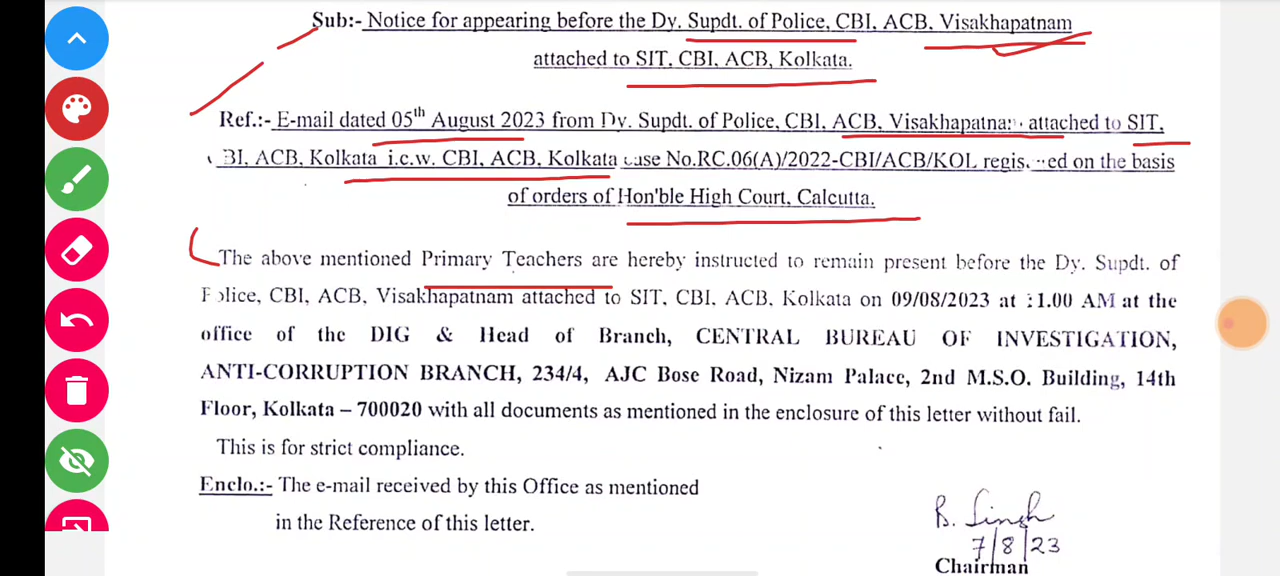 Sub:- Notice for appearing before the Dy. Supdt. of Police, CBI, ACB, Visakhapatnam
attached to SIT, CBI, ACB, Kolkata.
Ref.:- E-mail dated 05th August 2023 from Dy. Supdt. of Police, CBI, ACB, Visakhapatna attached to SIT,
BI, ACB, Kolkata i.c.w. CBI, ACB, Kolkata case No.RC.06(A)/2022-CBI/ACB/KOL regis ed on the basis
of orders of Hon'ble High Court, Calcutta.
The above mentioned Primary Teachers are hereby instructed to remain present before the Dy. Supdt. of
Police, CBI, ACB, Visakhapatnam attached to SIT, CBI, ACB, Kolkata on 09/08/2023 at 11.00 AM at the
office of the DIG & Head of Branch, CENTRAL BUREAU OF INVESTIGATION,
ANTI-CORRUPTION BRANCH, 234/4, AJC Bose Road, Nizam Palace, 2nd M.S.O. Building, 14th
Floor, Kolkata – 700020 with all documents as mentioned in the enclosure of this letter without fail.
This is for strict compliance.
Enclo.:- The e-mail received by this Office as mentioned
in the Reference of this letter.
R. Singh
7/8/23
Chairman